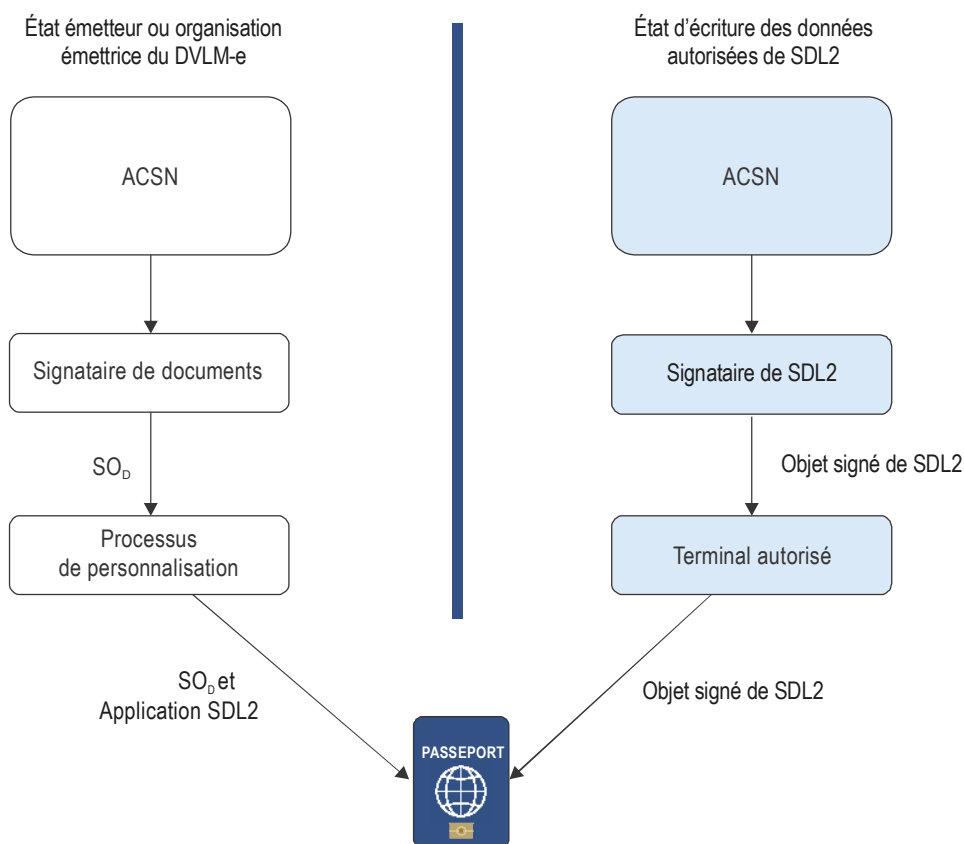 État émetteur ou organisation
émettrice du DVLM-e
ACSN
Signataire de documents
SO_D
Processus
de personnalisation
SO_D et
Application SDL2
État d’écriture des données
autorisées de SDL2
ACSN
Signataire de SDL2
Objet signé de SDL2
Terminal autorisé
Objet signé de SDL2
PASSEPORT